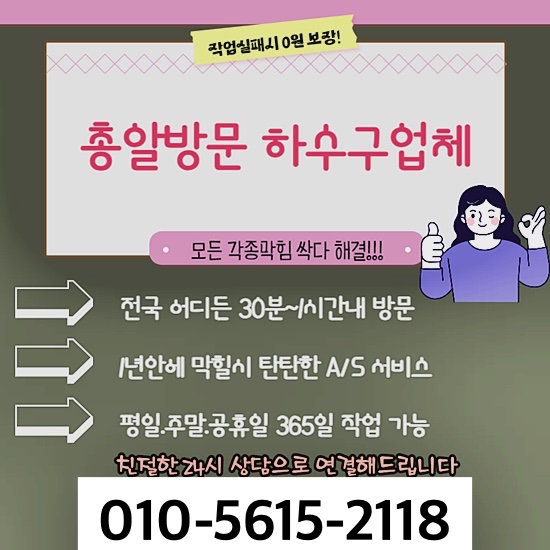 작업실패시 0원 보장!
총알방문 하수구업체
모든 각종막힘 싹다 해결!!!
전국 어디든 30분~1시간내 방문
1년안에 막힐시 탄탄한 A/S 서비스
평일.주말.공휴일 365일 작업 가능
친절한 24시 상담으로 연결해드립니다
010-5615-2118